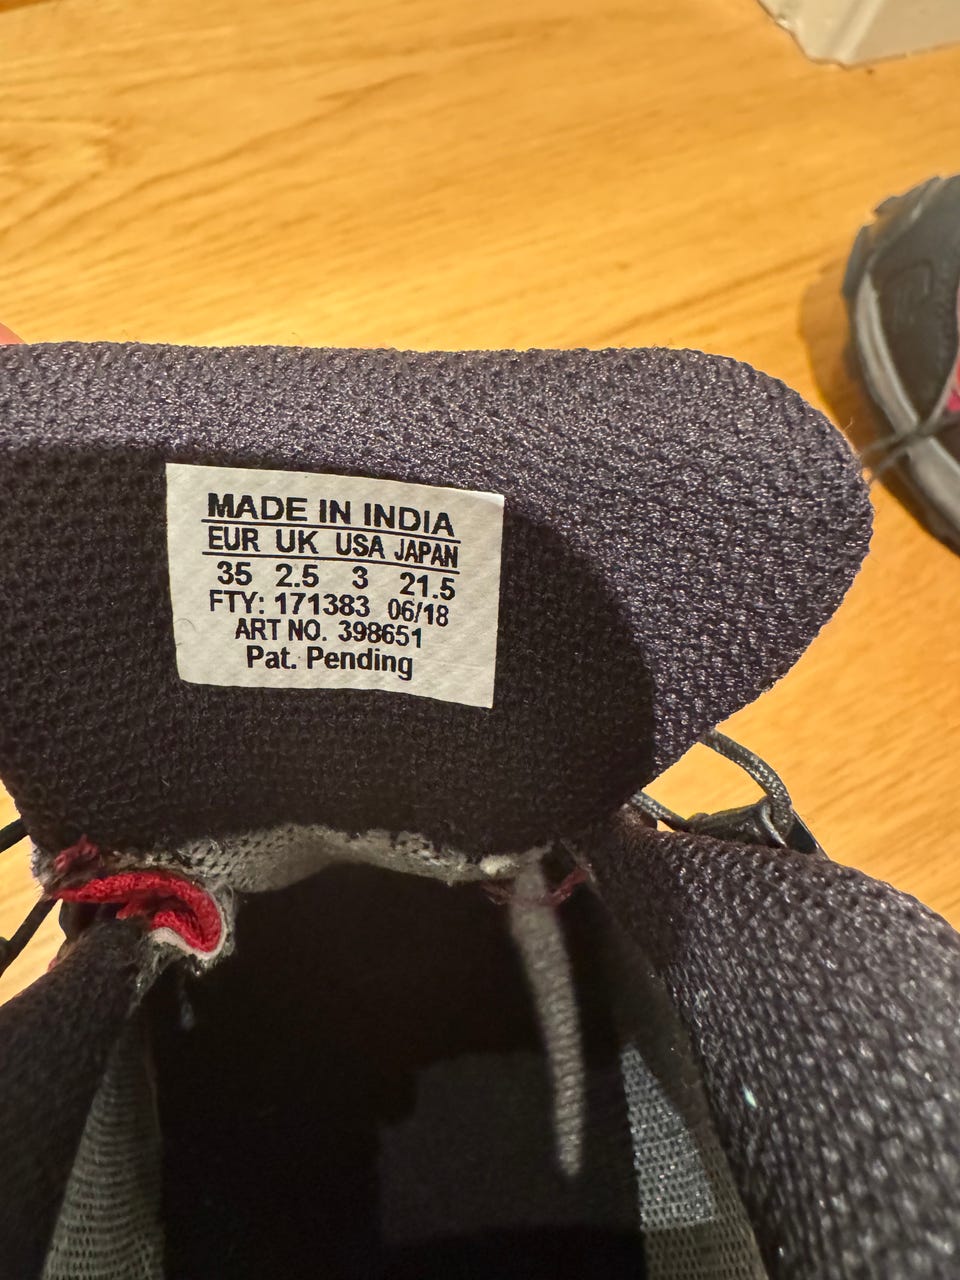 MADE IN INDIA
EUR UK USA JAPAN
35 2.5 3 21.5
FTY: 171383 06/18
ART NO. 398651
Pat. Pending